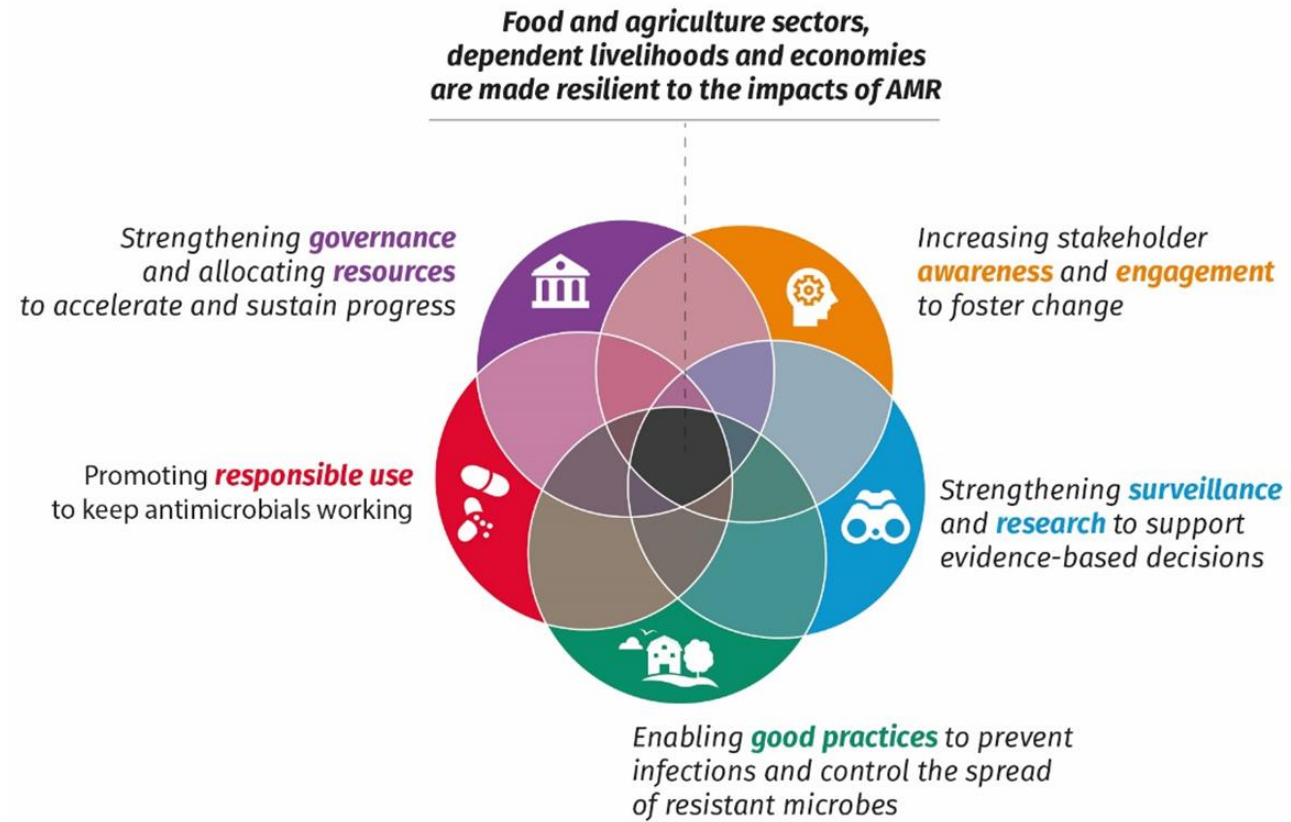 Food and agriculture sectors,
dependent livelihoods and economies
are made resilient to the impacts of AMR
Strengthening governance
and allocating resources
to accelerate and sustain progress
Increasing stakeholder
awareness and engagement
to foster change
Promoting responsible use
to keep antimicrobials working
Strengthening surveillance
and research to support
evidence-based decisions
Enabling good practices to prevent
infections and control the spread
of resistant microbes